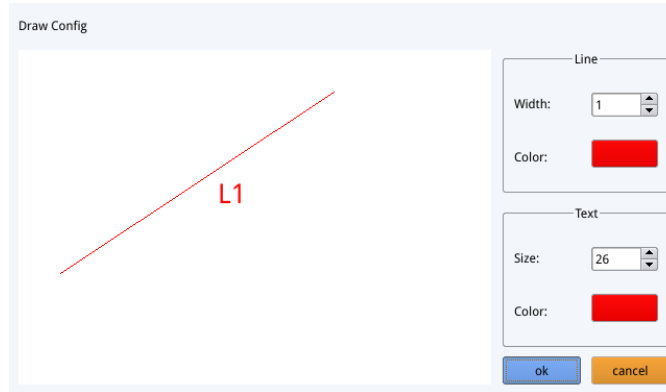 Draw Config
L1
Line
Width: 1
Color:
Text
Size: 26
Color:
ok cancel